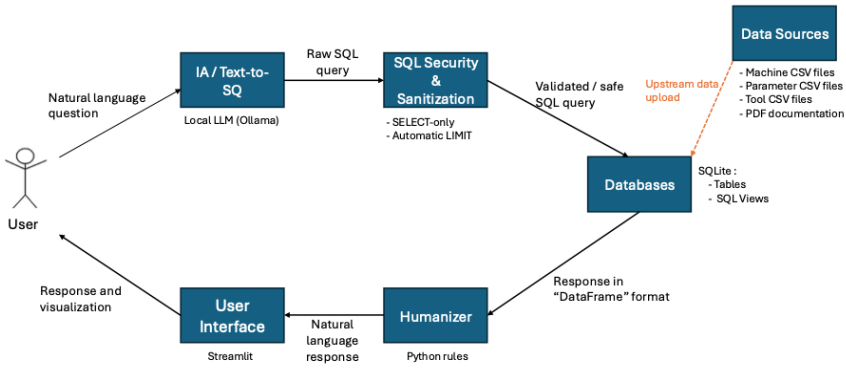 Data Sources
- Machine CSV files
- Parameter CSV files
- Tool CSV files
- PDF documentation
Upstream data
upload
Natural language
question
IA / Text-to-
SQ
Local LLM (Ollama)
Raw SQL
query
SQL Security
&
Sanitization
- SELECT-only
- Automatic LIMIT
Validated / safe
SQL query
Databases
SQLite :
- Tables
- SQL Views
User
Response and
visualization
User
Interface
Streamlit
Natural
language
response
Humanizer
Python rules
Response in
“DataFrame” format